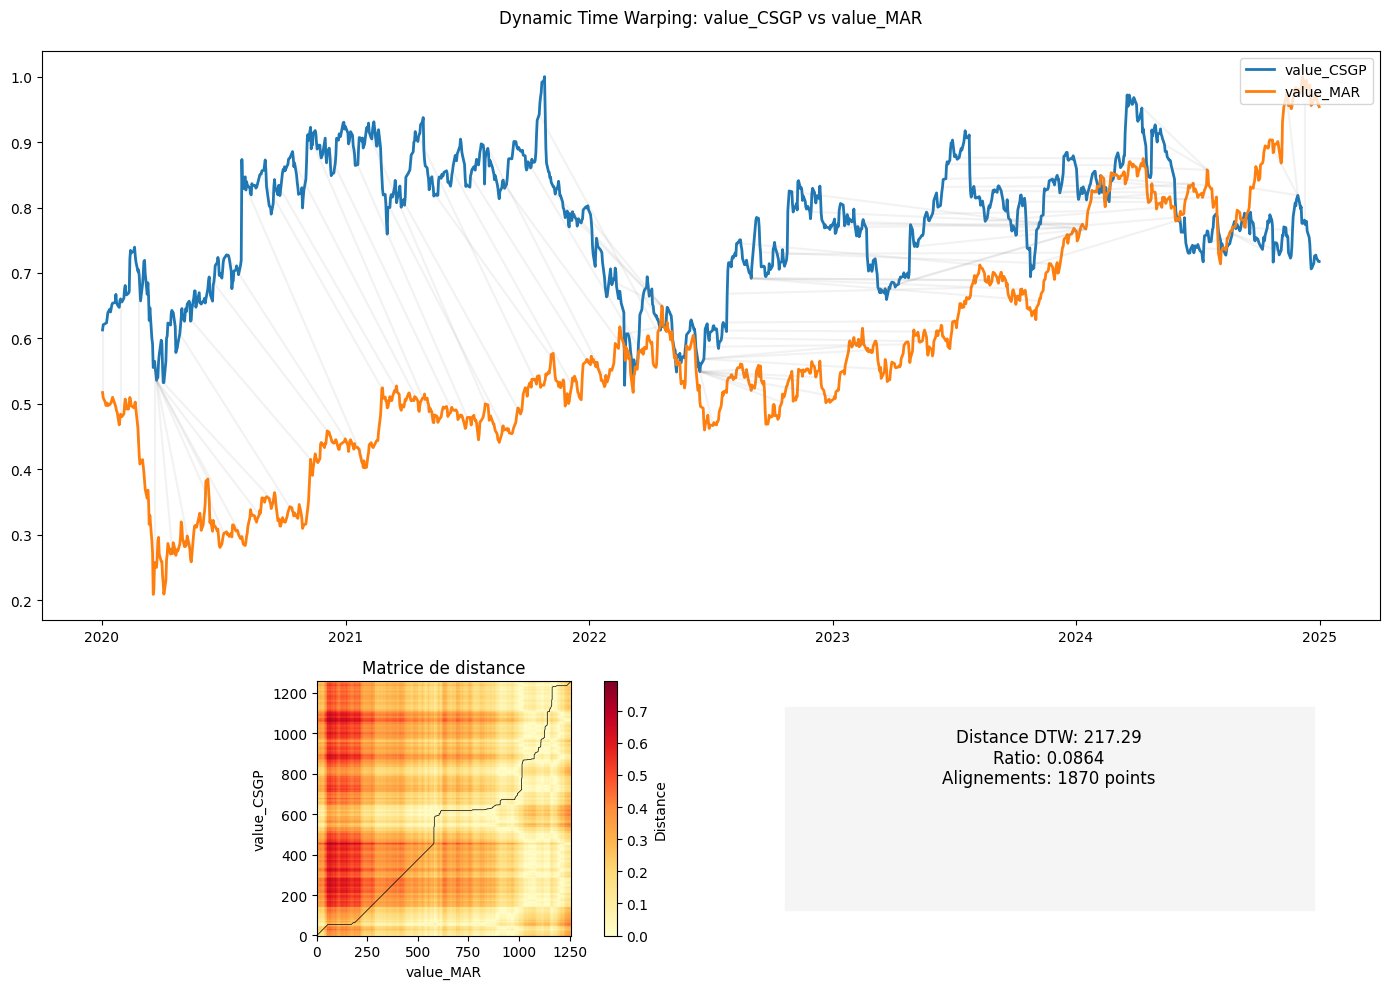 Dynamic Time Warping: value_CSGP vs value_MAR
value_CSGP
value_MAR
1.0
0.9
0.8
0.7
0.6
0.5
0.4
0.3
0.2
2020 2021 2022 2023 2024 2025
Matrice de distance
value_CSGP
1200
1000
800
600
400
200
0
0 250 500 750 1000 1250
value_MAR
0.7
0.6
0.5
0.4
0.3
0.2
0.1
0.0
Distance
Distance DTW: 217.29
Ratio: 0.0864
Alignements: 1870 points